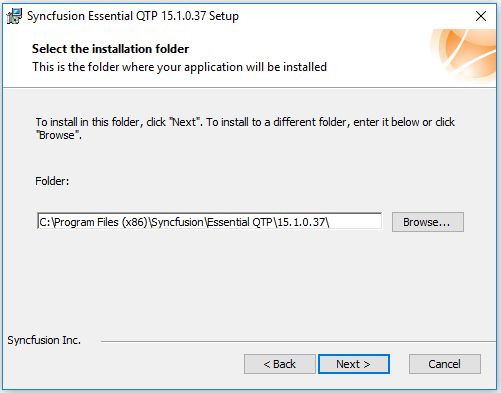 Syncfusion Essential QTP 15.1.0.37 Setup
Select the installation folder
This is the folder where your application will be installed
To install in this folder, click "Next". To install to a different folder, enter it below or click
"Browse".
Folder:
C:\Program Files (x86)\Syncfusion\Essential QTP\15.1.0.37\
Browse...
Syncfusion Inc.
< Back
Next >
Cancel